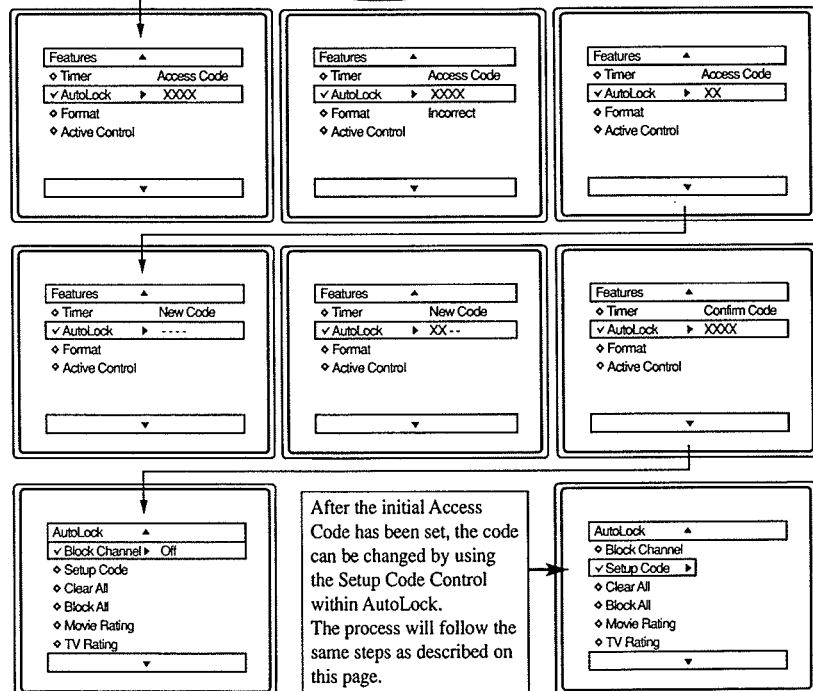 Features
Timer Access Code
AutoLock XXXX
Format
Active Control
Features
Timer Access Code
AutoLock XXXX
Format Incorrect
Active Control
Features
Timer Access Code
AutoLock XX
Format
Active Control
Features
Timer New Code
AutoLock - - - -
Format
Active Control
Features
Timer New Code
AutoLock XX - -
Format
Active Control
Features
Timer Confirm Code
AutoLock XXXX
Format
Active Control
AutoLock
Block Channel Off
Setup Code
Clear All
Block All
Movie Rating
TV Rating
After the initial Access
Code has been set, the code
can be changed by using
the Setup Code Control
within AutoLock.
The process will follow the
same steps as described on
this page.
AutoLock
Block Channel
Setup Code
Clear All
Block All
Movie Rating
TV Rating